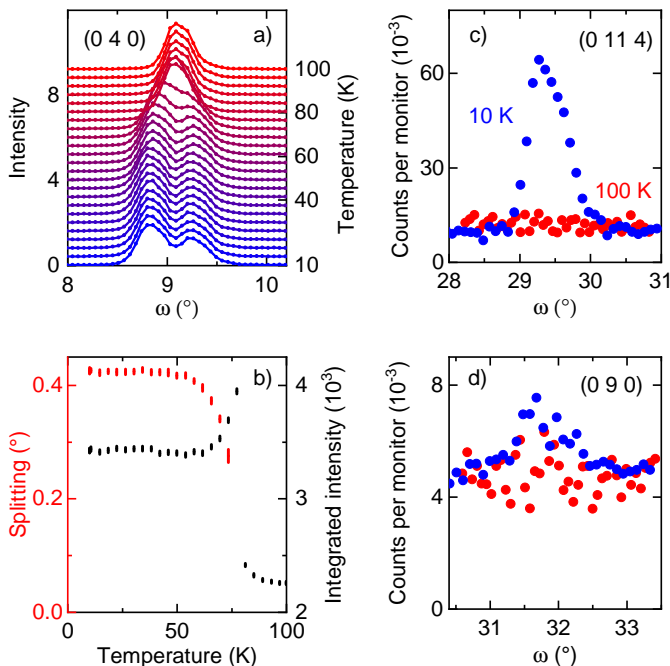 (0 4 0)
a)
Intensity
8
4
0
100
80
60
40
10
Temperature (K)
8
9
10
ω (°)
c)
(0 11 4)
10 K
100 K
Counts per monitor (10⁻³)
60
30
0
28
29
30
31
ω (°)
b)
Splitting (°)
0.4
0.2
0.0
4
3
2
Integrated intensity (10³)
0
50
100
Temperature (K)
d)
(0 9 0)
Counts per monitor (10⁻³)
8
4
0
31
32
33
ω (°)